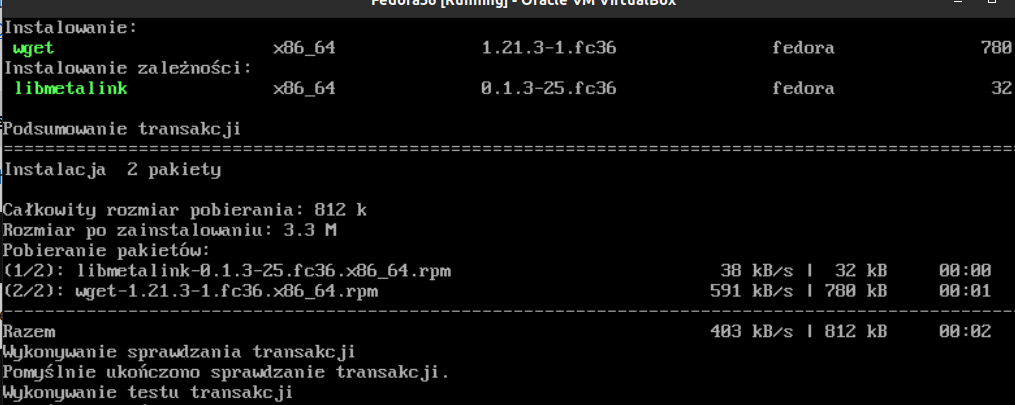 Fedora36 [Running] - Oracle VM VirtualBox
Instalowanie:
wget x86_64 1.21.3-1.fc36 fedora 780
Instalowanie zależności:
libmetalink x86_64 0.1.3-25.fc36 fedora 32
Podsumowanie transakcji
================================================================================
Instalacja 2 pakiety
Całkowity rozmiar pobierania: 812 k
Rozmiar po zainstalowaniu: 3.3 M
Pobieranie pakietów:
(1/2): libmetalink-0.1.3-25.fc36.x86_64.rpm 38 kB/s | 32 kB 00:00
(2/2): wget-1.21.3-1.fc36.x86_64.rpm 591 kB/s | 780 kB 00:01
--------------------------------------------------------------------------------
Razem 403 kB/s | 812 kB 00:02
Wykonywanie sprawdzania transakcji
Pomyślnie ukończono sprawdzanie transakcji.
Wykonywanie testu transakcji